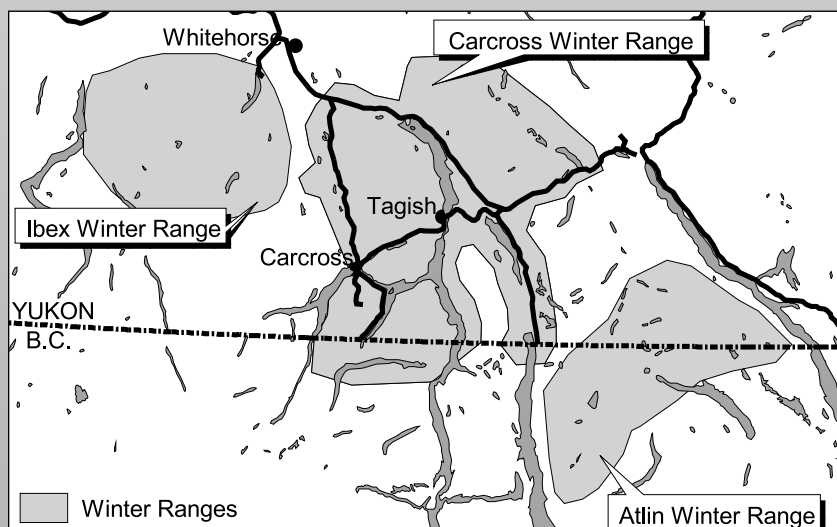 Whitehorse
Carcross Winter Range
Tagish
Ibex Winter Range
Carcross
YUKON
B.C.
Winter Ranges
Atlin Winter Range